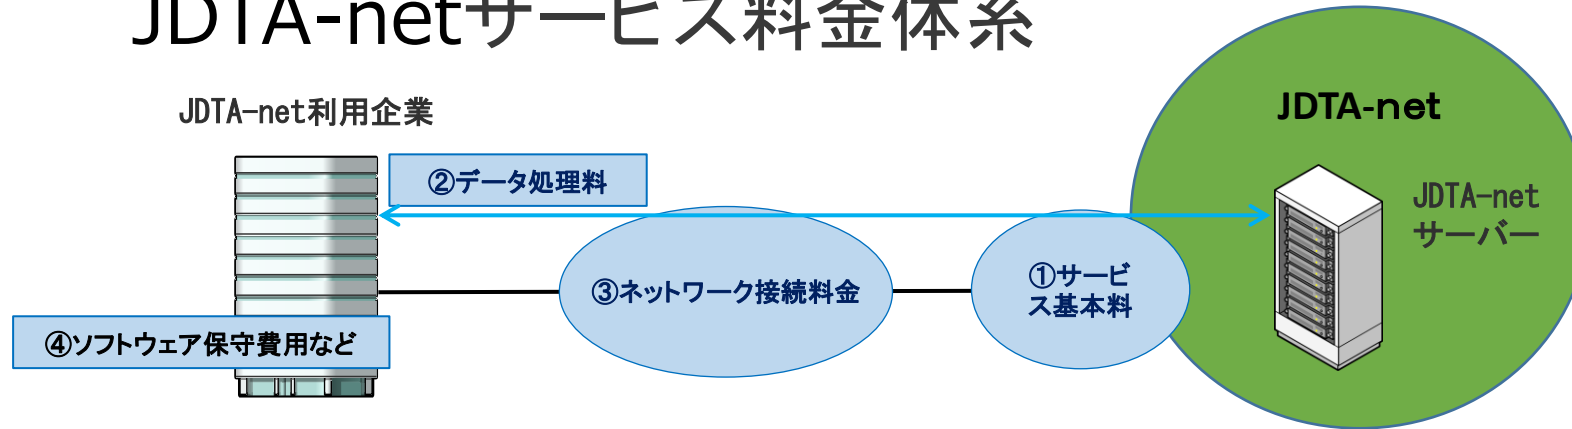 JDTA-netサービス料金体系
JDTA-net利用企業
JDTA-net
②データ処理料
JDTA-net
サーバー
③ネットワーク接続料金
①サービ
ス基本料
④ソフトウェア保守費用など